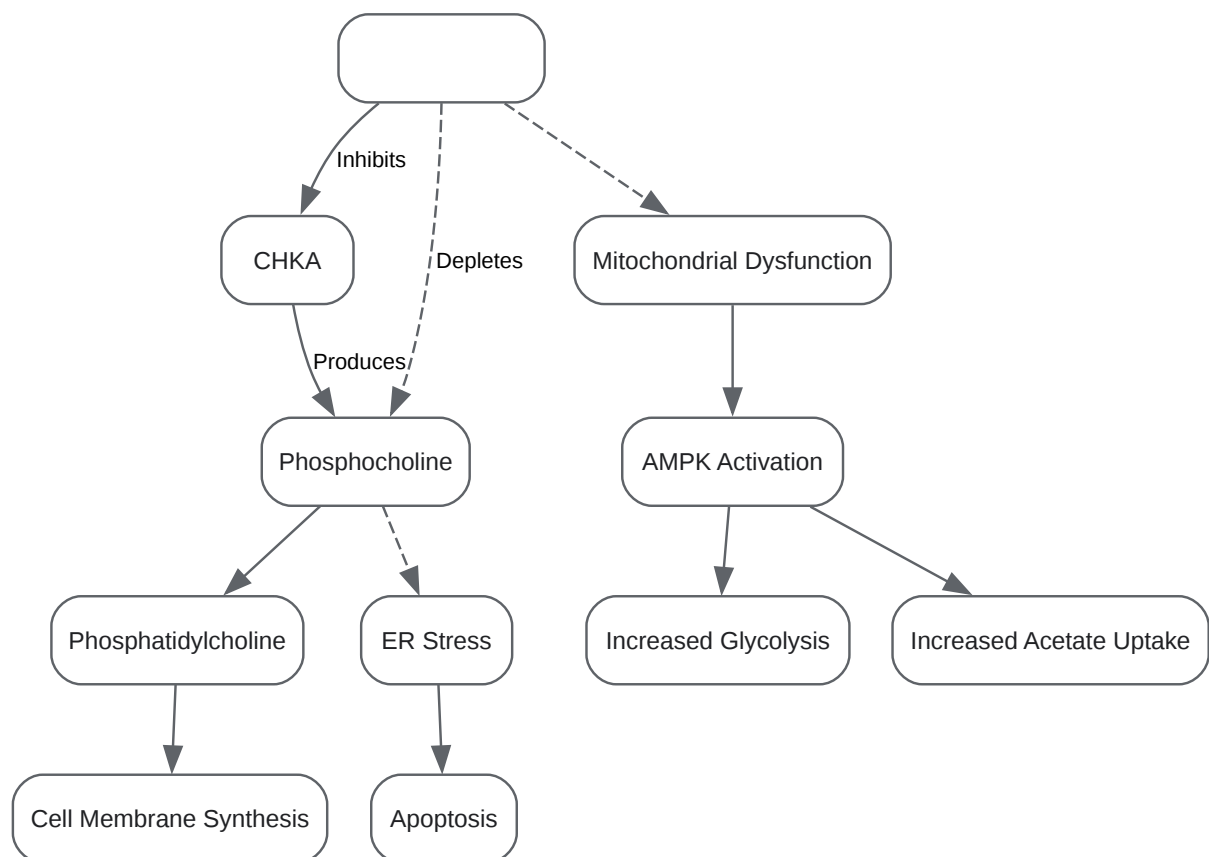 Inhibits
CHKA
Depletes
Mitochondrial Dysfunction
Produces
Phosphocholine
AMPK Activation
Phosphatidylcholine
ER Stress
Increased Glycolysis
Increased Acetate Uptake
Cell Membrane Synthesis
Apoptosis